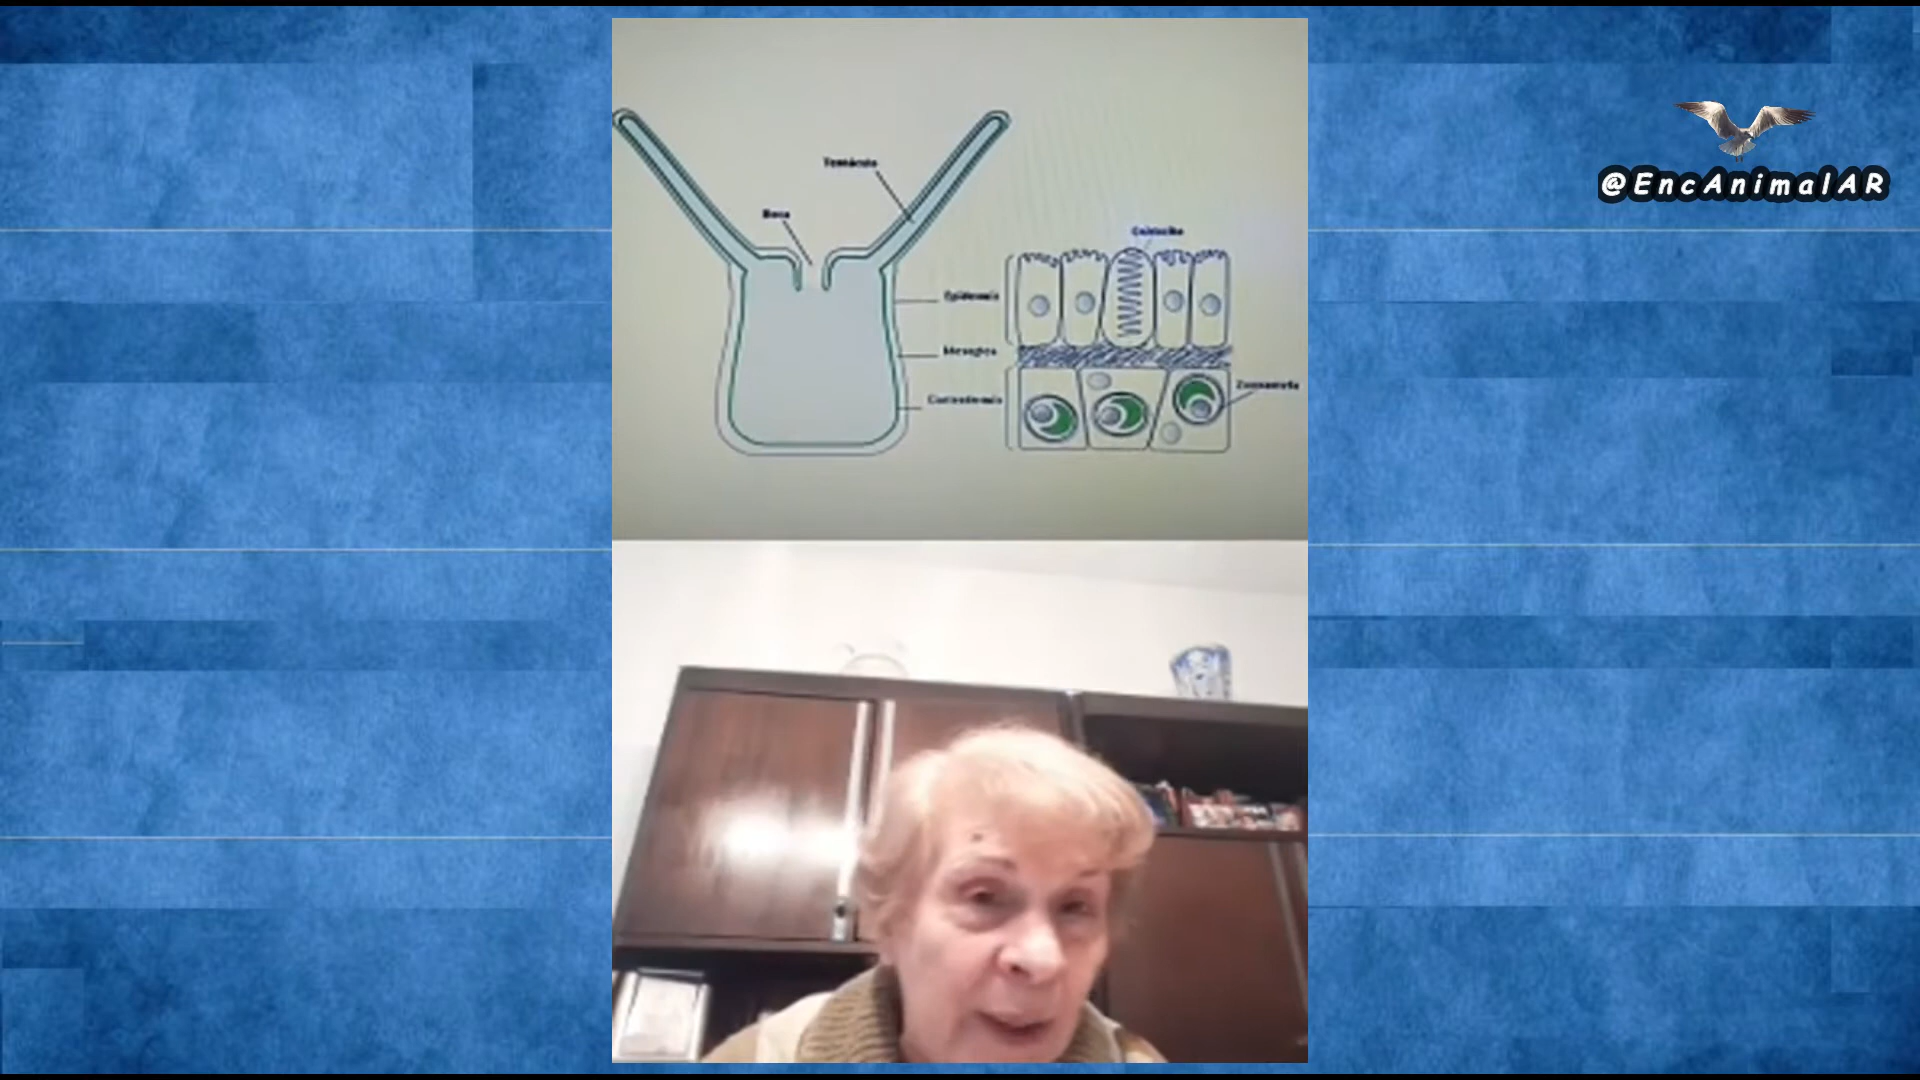 @EncAnimalAR
Tentáculo
Boca
Cnidocito
Epidermis
Mesoglea
Gastrodermis
Zooxantela